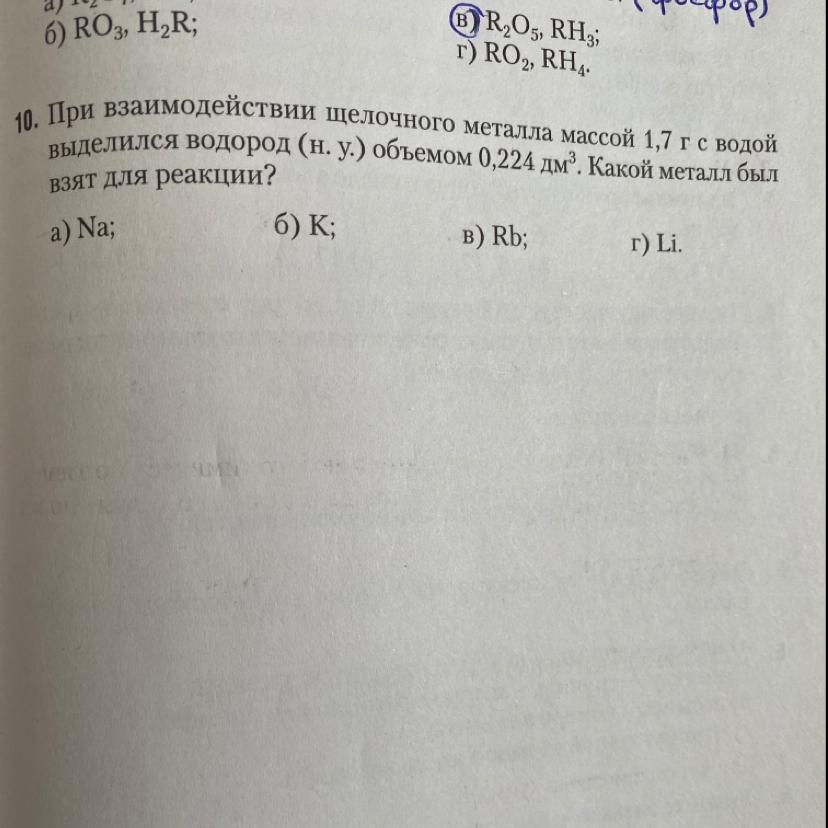 (фосфор)
б) RO₃, H₂R;
в) R₂O₅, RH₃;
г) RO₂, RH₄.
10. При взаимодействии щелочного металла массой 1,7 г с водой
выделился водород (н. у.) объемом 0,224 дм³. Какой металл был
взят для реакции?
а) Na; б) K; в) Rb; г) Li.